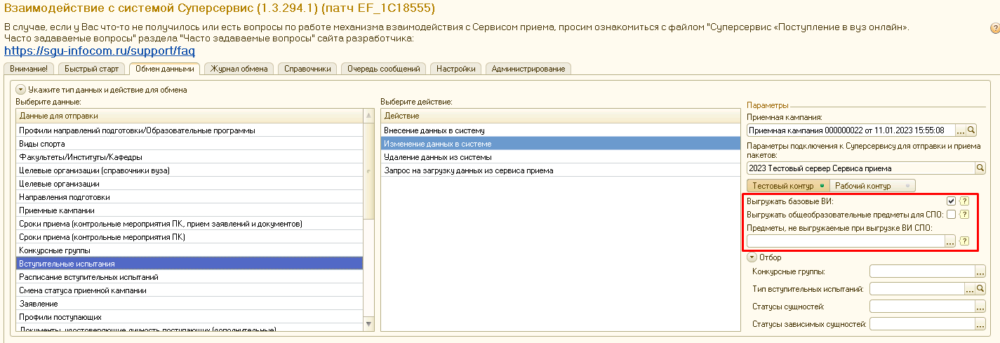 Взаимодействие с системой Суперсервис (1.3.294.1) (патч EF_1C18555)
В случае, если у Вас что-то не получилось или есть вопросы по работе механизма взаимодействия с Сервисом приема, просим ознакомиться с файлом "Суперсервис «Поступление в вуз онлайн».
Часто задаваемые вопросы" раздела "Часто задаваемые вопросы" сайта разработчика:
https://sgu-infocom.ru/support/faq
Внимание! Быстрый старт Обмен данными Журнал обмена Справочники Очередь сообщений Настройки Администрирование
Укажите тип данных и действие для обмена
Выберите данные:
Данные для отправки
Профили направлений подготовки/Образовательные программы
Виды спорта
Факультеты/Институты/Кафедры
Целевые организации (справочники вуза)
Целевые организации
Направления подготовки
Приемные кампании
Сроки приема (контрольные мероприятия ПК, прием заявлений и документов)
Сроки приема (контрольные мероприятия ПК)
Конкурсные группы
Вступительные испытания
Расписание вступительных испытаний
Смена статуса приемной кампании
Заявление
Профили поступающих
Документы, удостоверяющие личность поступающих (дополнительные)
Выберите действие:
Действие
Внесение данных в систему
Изменение данных в системе
Удаление данных из системы
Запрос на загрузку данных из сервиса приема
Параметры
Приемная кампания:
Приемная кампания 000000022 от 11.01.2023 15:55:08
Параметры подключения к Суперсервису для отправки и приема
пакетов:
2023 Тестовый сервер Сервиса приема
Тестовый контур Рабочий контур
Выгружать базовые ВИ: ?
Выгружать общеобразовательные предметы для СПО: ?
Предметы, не выгружаемые при выгрузке ВИ СПО:
... ?
Отбор
Конкурсные группы: ...
Тип вступительных испытаний: ...
Статусы сущностей: ...
Статусы зависимых сущностей: ...